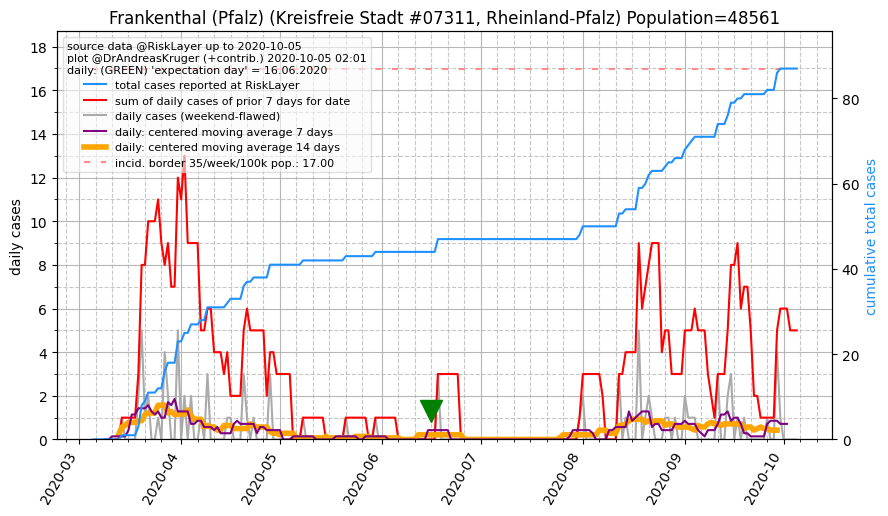 Frankenthal (Pfalz) (Kreisfreie Stadt #07311, Rheinland-Pfalz) Population=48561
source data @RiskLayer up to 2020-10-05
plot @DrAndreasKruger (+contrib.) 2020-10-05 02:01
daily: (GREEN) 'expectation day' = 16.06.2020
total cases reported at RiskLayer
sum of daily cases of prior 7 days for date
daily cases (weekend-flawed)
daily: centered moving average 7 days
daily: centered moving average 14 days
incid. border 35/week/100k pop.: 17.00
daily cases
18
16
14
12
10
8
6
4
2
0
cumulative total cases
80
60
40
20
0
2020-03
2020-04
2020-05
2020-06
2020-07
2020-08
2020-09
2020-10